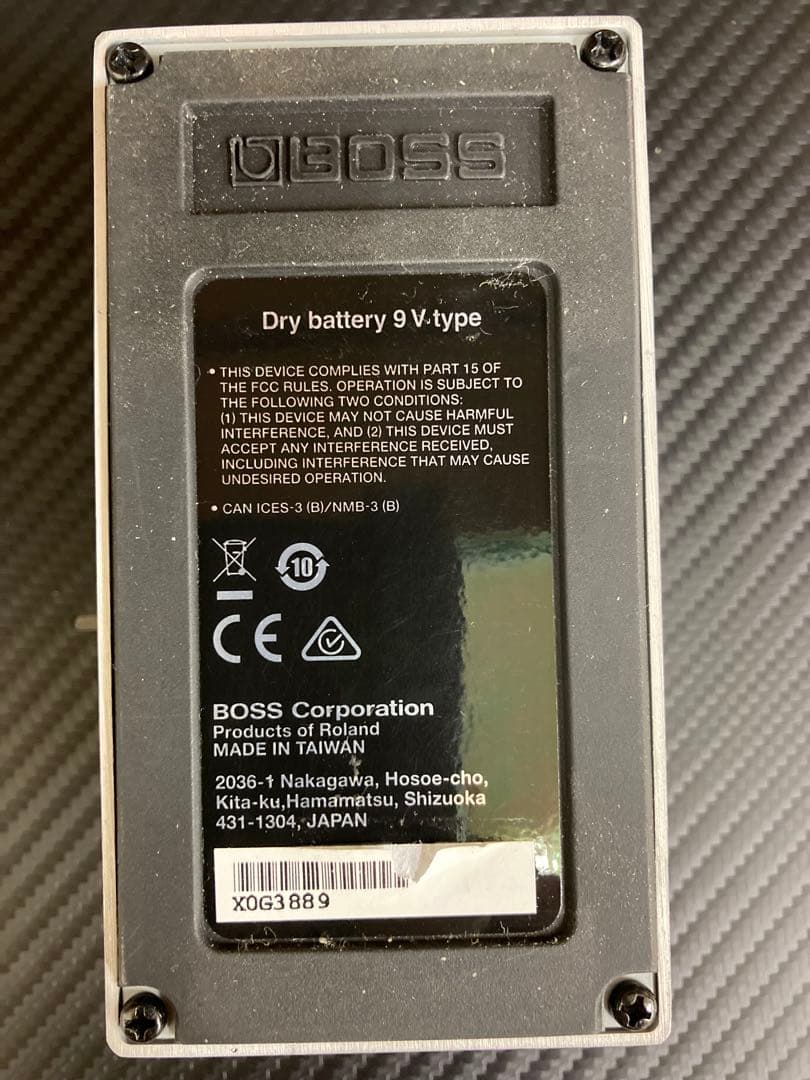 BOSS
Dry battery 9 V type
• THIS DEVICE COMPLIES WITH PART 15 OF
THE FCC RULES. OPERATION IS SUBJECT TO
THE FOLLOWING TWO CONDITIONS:
(1) THIS DEVICE MAY NOT CAUSE HARMFUL
INTERFERENCE, AND (2) THIS DEVICE MUST
ACCEPT ANY INTERFERENCE RECEIVED,
INCLUDING INTERFERENCE THAT MAY CAUSE
UNDESIRED OPERATION.
• CAN ICES-3 (B)/NMB-3 (B)
10
CE
BOSS Corporation
Products of Roland
MADE IN TAIWAN
2036-1 Nakagawa, Hosoe-cho,
Kita-ku,Hamamatsu, Shizuoka
431-1304, JAPAN
X0G3889